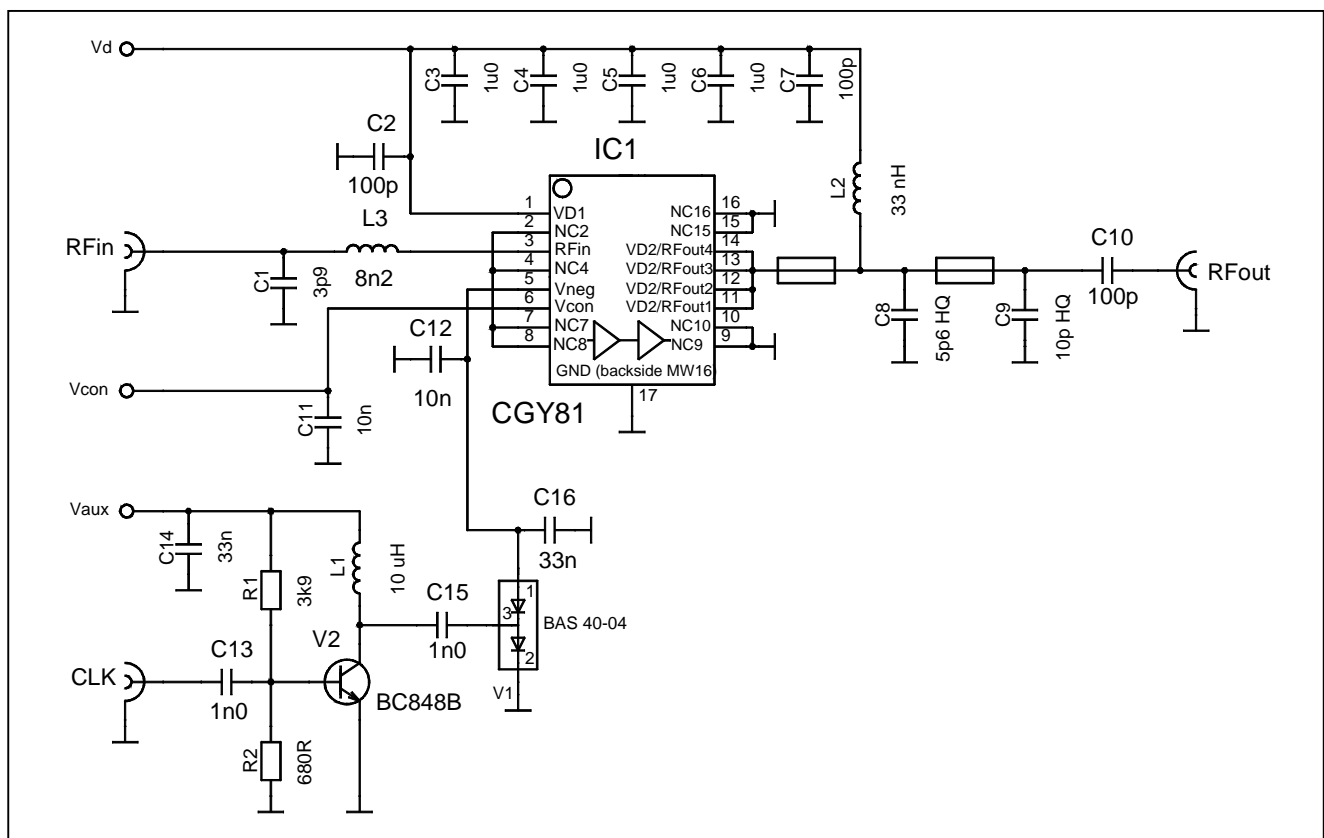 Vd
C3
1u0
C4
1u0
C5
1u0
C6
1u0
C7
100p
C2
100p
IC1
L2
33 nH
L3
8n2
RFin
C1
3p9
1
VD1
2
NC2
3
RFin
4
NC4
5
Vneg
6
Vcon
7
NC7
8
NC8
NC16
16
NC15
15
VD2/RFout4
14
VD2/RFout3
13
VD2/RFout2
12
VD2/RFout1
11
NC10
10
NC9
9
GND (backside MW16)
17
CGY81
C8
5p6 HQ
C9
10p HQ
C10
100p
RFout
C12
10n
Vcon
C11
10n
Vaux
C14
33n
R1
3k9
L1
10 uH
C16
33n
C15
1n0
1
3
2
BAS 40-04
V1
V2
BC848B
CLK
C13
1n0
R2
680R